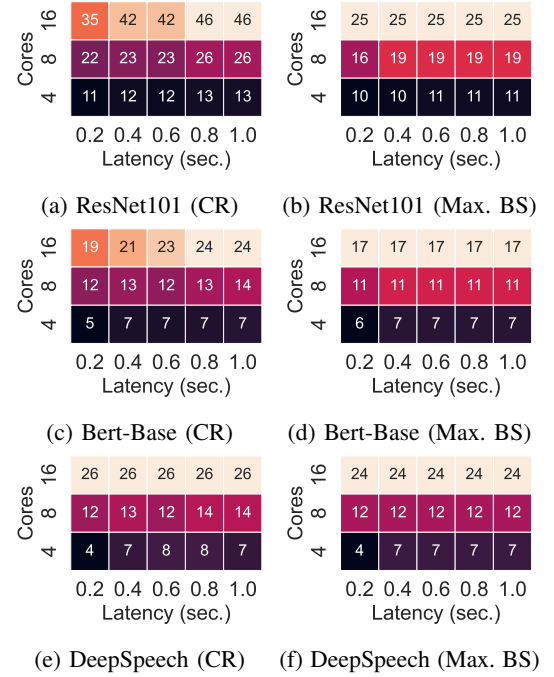 Cores
16 35 42 42 46 46
8 22 23 23 26 26
4 11 12 12 13 13
0.2 0.4 0.6 0.8 1.0
Latency (sec.)
(a) ResNet101 (CR)
25 25 25 25 25
16 19 19 19 19
10 10 11 11 11
0.2 0.4 0.6 0.8 1.0
Latency (sec.)
(b) ResNet101 (Max. BS)
Cores
16 19 21 23 24 24
8 12 13 12 13 14
4 5 7 7 7 7
0.2 0.4 0.6 0.8 1.0
Latency (sec.)
(c) Bert-Base (CR)
17 17 17 17 17
11 11 11 11 11
6 7 7 7 7
0.2 0.4 0.6 0.8 1.0
Latency (sec.)
(d) Bert-Base (Max. BS)
Cores
16 26 26 26 26 26
8 12 13 12 14 14
4 4 7 8 8 7
0.2 0.4 0.6 0.8 1.0
Latency (sec.)
(e) DeepSpeech (CR)
Cores
16 24 24 24 24 24
8 12 12 12 12 12
4 4 7 7 7 7
0.2 0.4 0.6 0.8 1.0
Latency (sec.)
(f) DeepSpeech (Max. BS)